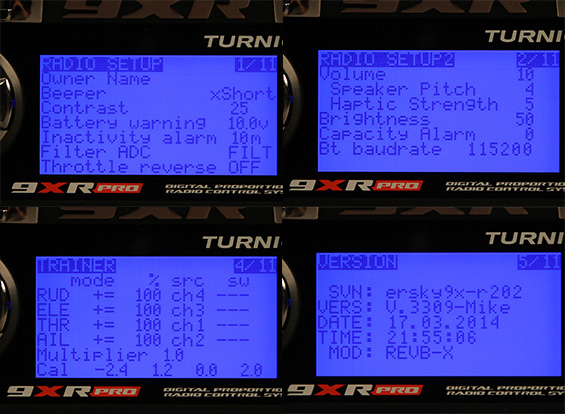 9XR
TURNI
RADIO SETUP 1/11
Owner Name
Beeper xShort
Contrast 25
Battery warning 10.0v
Inactivity alarm 10m
Filter ADC FILT
Throttle reverse OFF
9XR PRO DIGITAL PROPORTIO
RADIO CONTROL SYS
TURNIG
RADIO SETUP2 2/11
Volume 10
Speaker Pitch 4
Haptic Strength 5
Brightness 50
Capacity Alarm 0
Bt baudrate 115200
9XR PRO DIGITAL PROPORTIO
RADIO CONTROL SYS
TURNI
TRAINER 4/11
mode % src sw
RUD += 100 ch4 ---
ELE += 100 ch3 ---
THR += 100 ch1 ---
AIL += 100 ch2 ---
Multiplier 1.0
Cal -2.4 1.2 0.0 2.0
9XR PRO DIGITAL PROPORTIO
RADIO CONTROL SYS
TURNI
VERSION 5/11
SVN: ersky9x-r202
VERS: V.3309-Mike
DATE: 17.03.2014
TIME: 21:55:06
MOD: REVB-X
9XR PRO DIGITAL PROPORTIO
RADIO CONTROL SYS